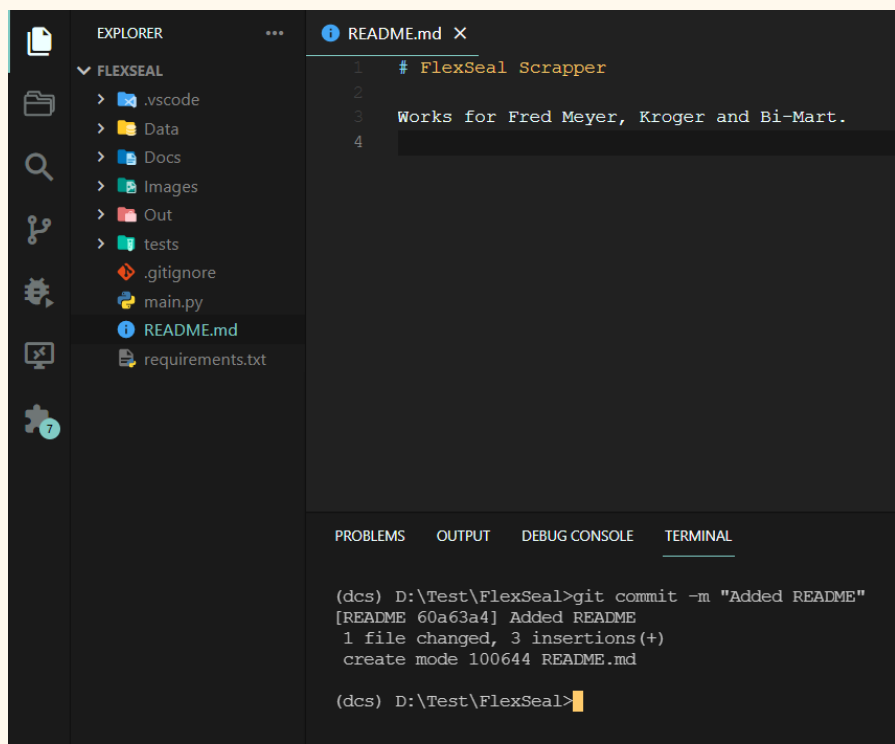 EXPLORER
README.md
FLEXSEAL
.vscode
Data
Docs
Images
Out
tests
.gitignore
main.py
README.md
requirements.txt
7
1 # FlexSeal Scrapper
2
3 Works for Fred Meyer, Kroger and Bi-Mart.
4
PROBLEMS OUTPUT DEBUG CONSOLE TERMINAL
(dcs) D:\Test\FlexSeal>git commit -m "Added README"
[README 60a63a4] Added README
1 file changed, 3 insertions(+)
create mode 100644 README.md
(dcs) D:\Test\FlexSeal>